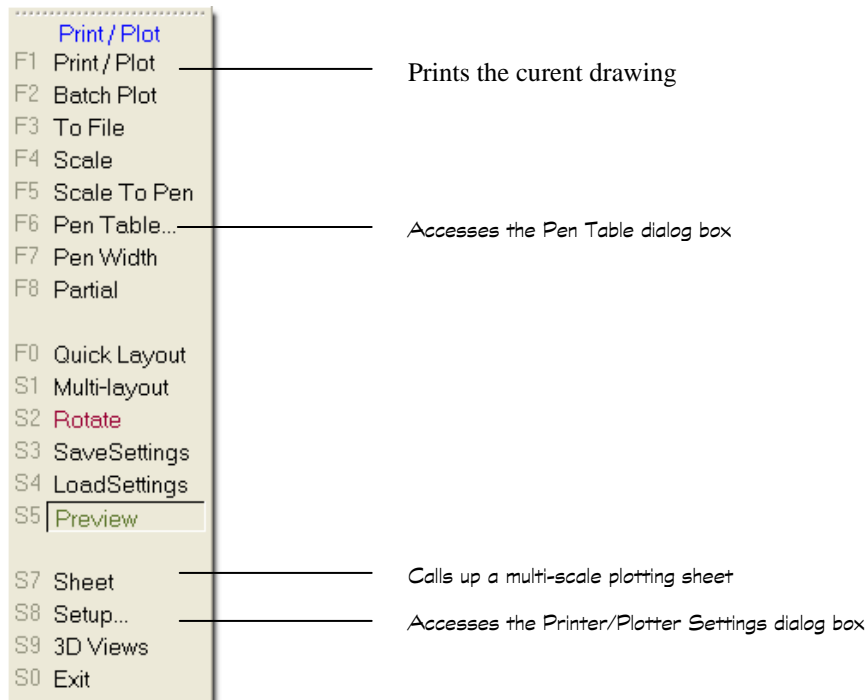 Print / Plot
F1 Print / Plot
Prints the curent drawing
F2 Batch Plot
F3 To File
F4 Scale
F5 Scale To Pen
F6 Pen Table...
Accesses the Pen Table dialog box
F7 Pen Width
F8 Partial
F0 Quick Layout
S1 Multi-layout
S2 Rotate
S3 SaveSettings
S4 LoadSettings
S5 Preview
S7 Sheet
Calls up a multi-scale plotting sheet
S8 Setup...
Accesses the Printer/Plotter Settings dialog box
S9 3D Views
S0 Exit